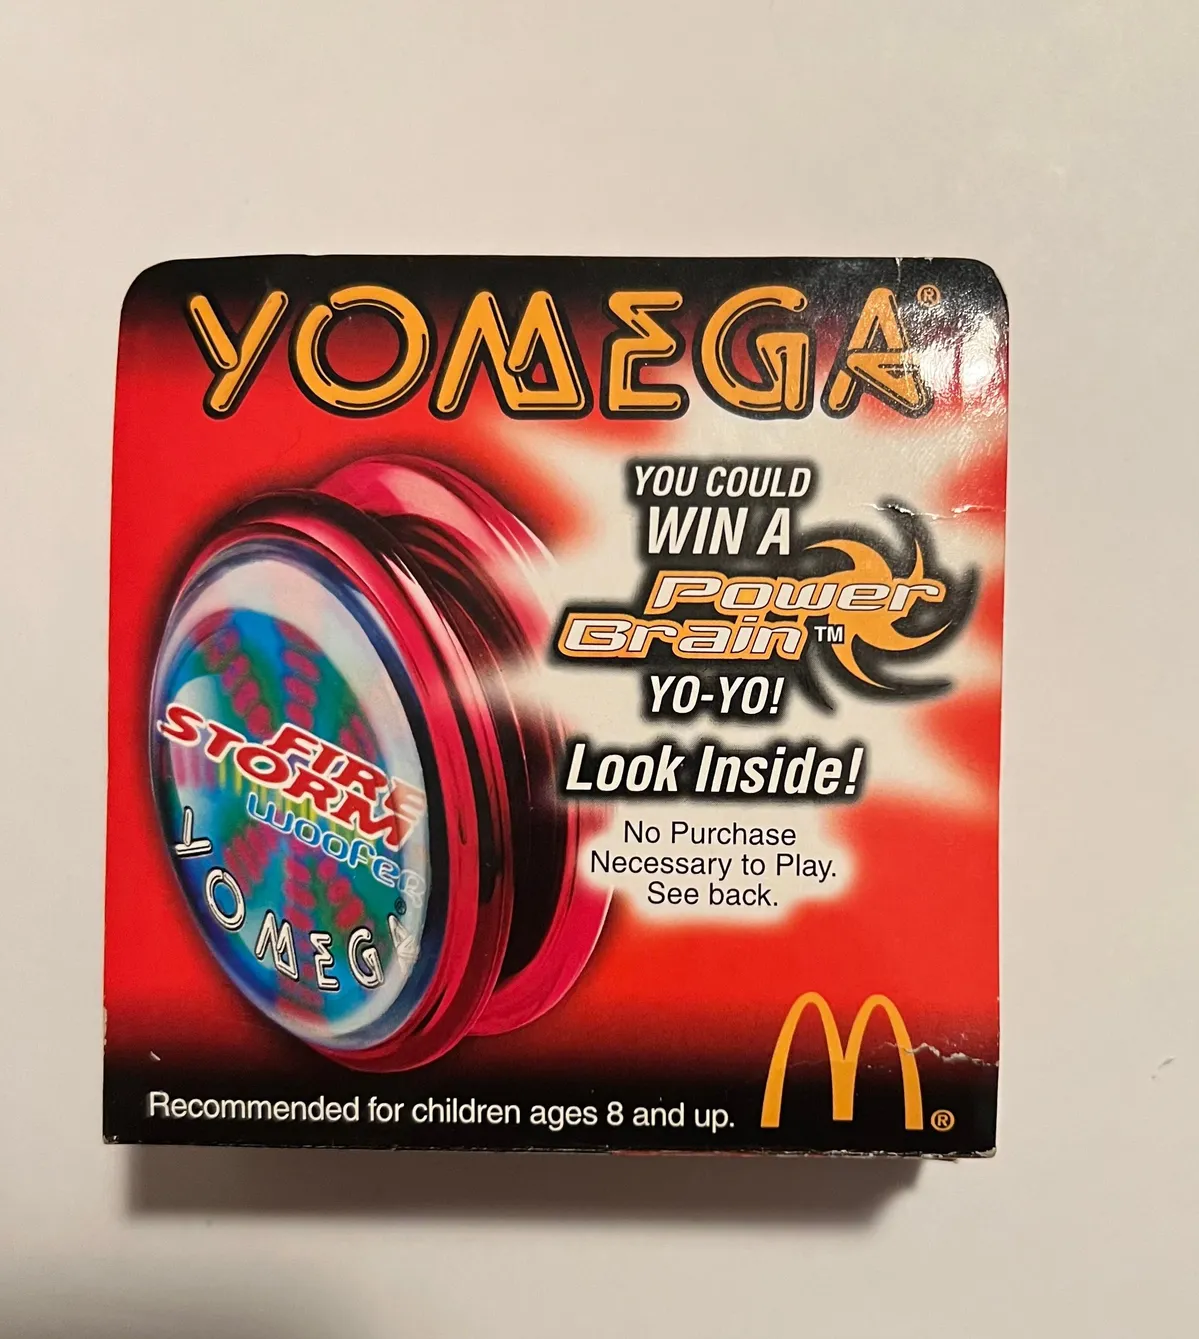 YOMEGA®
YOU COULD
WIN A
Power
Brain™
YO-YO!
Look Inside!
No Purchase
Necessary to Play.
See back.
FIRE
STORM
WOOFER
YOMEGA®
M®
Recommended for children ages 8 and up.